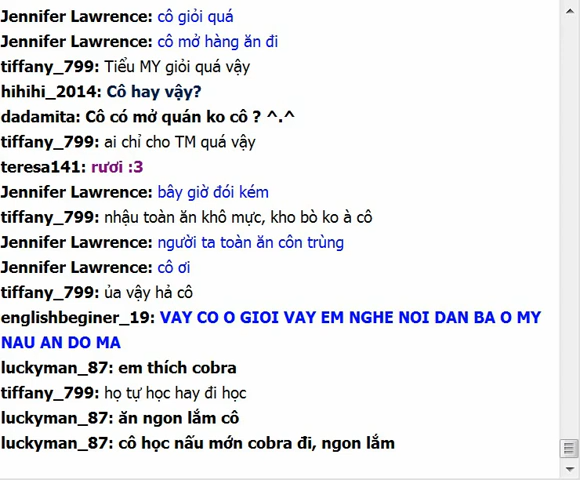 Jennifer Lawrence: cô giỏi quá
Jennifer Lawrence: cô mở hàng ăn đi
tiffany_799: Tiểu MY giỏi quá vậy
hihihi_2014: Cô hay vậy?
dadamita: Cô có mở quán ko cô ? ^.^
tiffany_799: ai chỉ cho TM quá vậy
teresa141: rươi :3
Jennifer Lawrence: bây giờ đói kém
tiffany_799: nhậu toàn ăn khô mực, kho bò ko à cô
Jennifer Lawrence: người ta toàn ăn côn trùng
Jennifer Lawrence: cô ơi
tiffany_799: ủa vậy hả cô
englishbeginer_19: VAY CO O GIOI VAY EM NGHE NOI DAN BA O MY
NAU AN DO MA
luckyman_87: em thích cobra
tiffany_799: họ tự học hay đi học
luckyman_87: ăn ngon lắm cô
luckyman_87: cô học nấu mớn cobra đi, ngon lắm